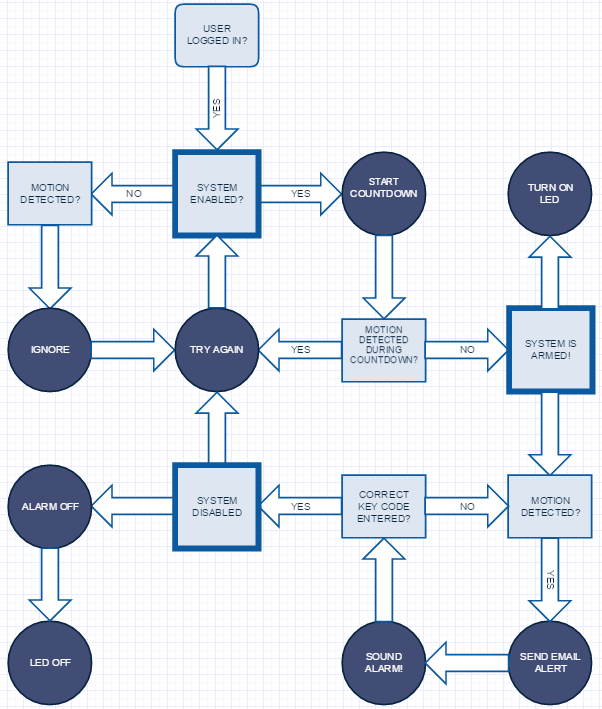 USER
LOGGED IN?
YES
MOTION
DETECTED?
NO
SYSTEM
ENABLED?
YES
START
COUNTDOWN
TURN ON
LED
IGNORE
TRY AGAIN
YES
MOTION
DETECTED
DURING
COUNTDOWN?
NO
SYSTEM IS
ARMED!
ALARM OFF
SYSTEM
DISABLED
YES
CORRECT
KEY CODE
ENTERED?
NO
MOTION
DETECTED?
YES
LED OFF
SOUND
ALARM!
SEND EMAIL
ALERT